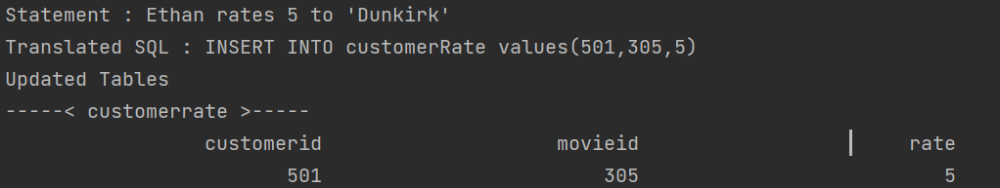 Statement : Ethan rates 5 to 'Dunkirk'
Translated SQL : INSERT INTO customerRate values(501,305,5)
Updated Tables
-----< customerrate >-----
customerid movieid rate
501 305 5